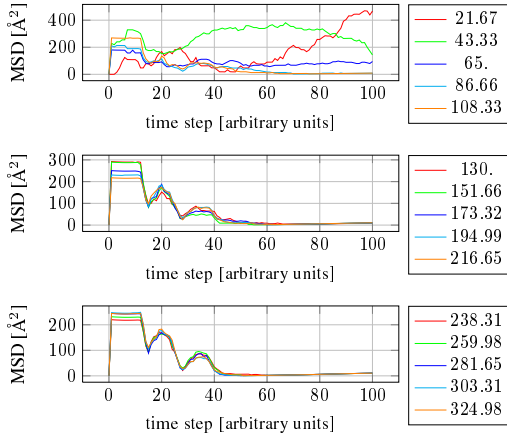 MSD [Å²]
400
200
0
0 20 40 60 80 100
time step [arbitrary units]
21.67
43.33
65.
86.66
108.33
MSD [Å²]
300
200
100
0
0 20 40 60 80 100
time step [arbitrary units]
130.
151.66
173.32
194.99
216.65
MSD [Å²]
200
100
0
0 20 40 60 80 100
time step [arbitrary units]
238.31
259.98
281.65
303.31
324.98